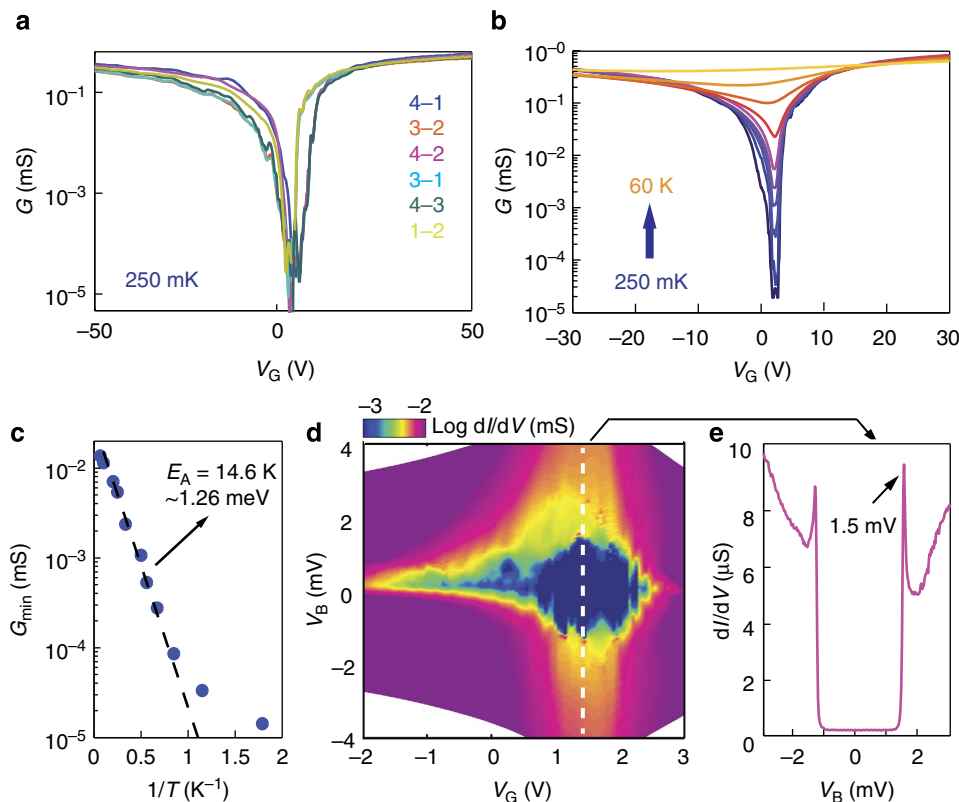 a
10⁻¹
10⁻³
10⁻⁵
G (mS)
4–1
3–2
4–2
3–1
4–3
1–2
250 mK
–50
0
50
V_G (V)
b
10⁻⁰
10⁻¹
10⁻²
10⁻³
10⁻⁴
10⁻⁵
G (mS)
60 K
250 mK
–30
–20
–10
0
10
20
30
V_G (V)
c
10⁻²
10⁻³
10⁻⁴
10⁻⁵
G_min (mS)
E_A = 14.6 K
~1.26 meV
0
0.5
1
1.5
2
1/T (K⁻¹)
d
–3
–2
Log dI/dV (mS)
4
2
0
–2
–4
V_B (mV)
–2
–1
0
1
2
3
V_G (V)
e
10
8
6
4
2
0
dI/dV (µS)
1.5 mV
–2
0
2
V_B (mV)